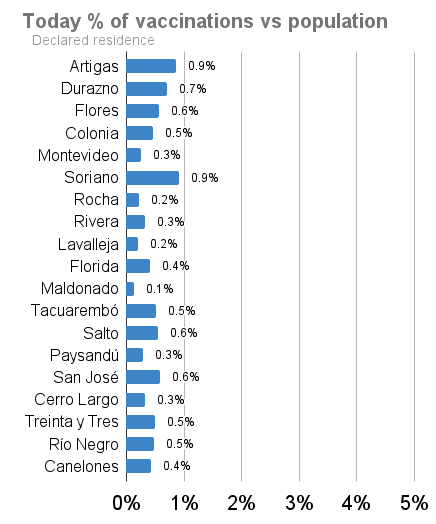 Today % of vaccinations vs population
Declared residence
Artigas 0.9%
Durazno 0.7%
Flores 0.6%
Colonia 0.5%
Montevideo 0.3%
Soriano 0.9%
Rocha 0.2%
Rivera 0.3%
Lavalleja 0.2%
Florida 0.4%
Maldonado 0.1%
Tacuarembó 0.5%
Salto 0.6%
Paysandú 0.3%
San José 0.6%
Cerro Largo 0.3%
Treinta y Tres 0.5%
Río Negro 0.5%
Canelones 0.4%
0% 1% 2% 3% 4% 5%